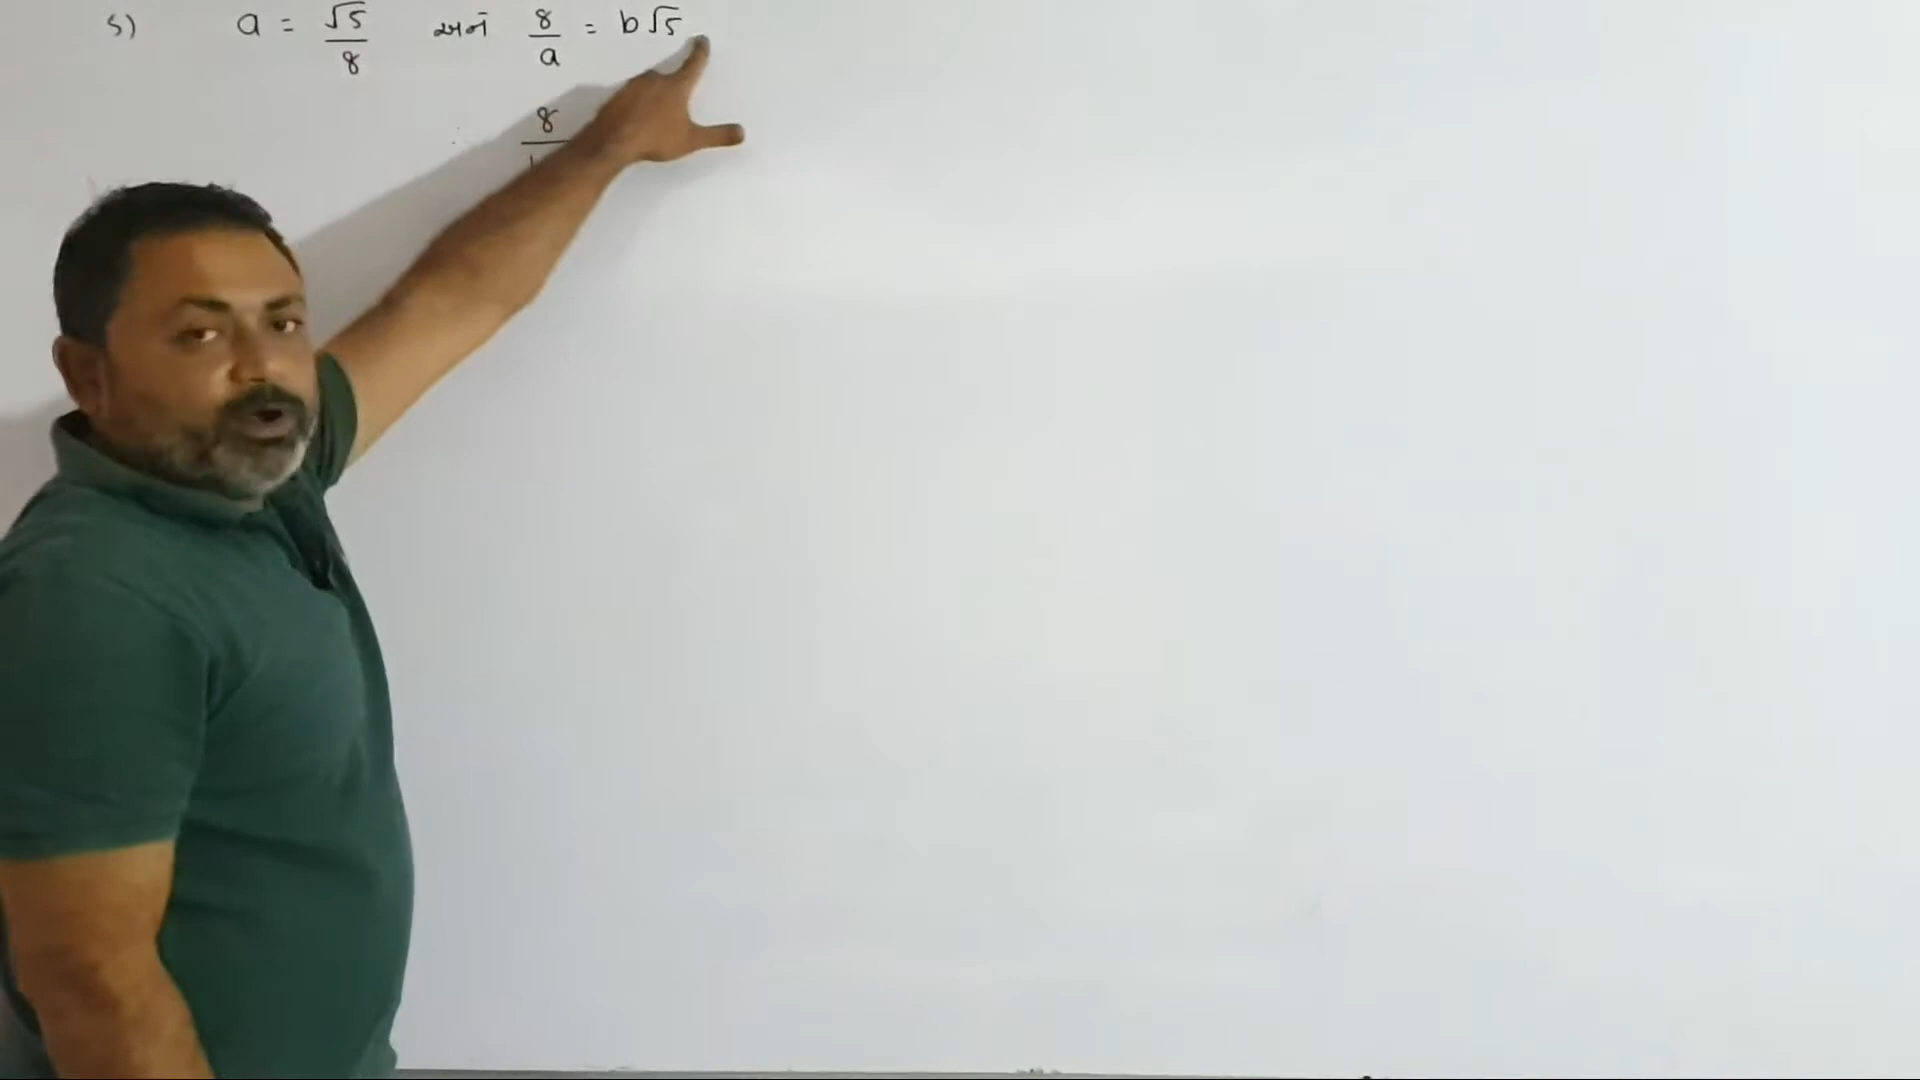 5) a = √5/8 અને 8/a = b√5
8